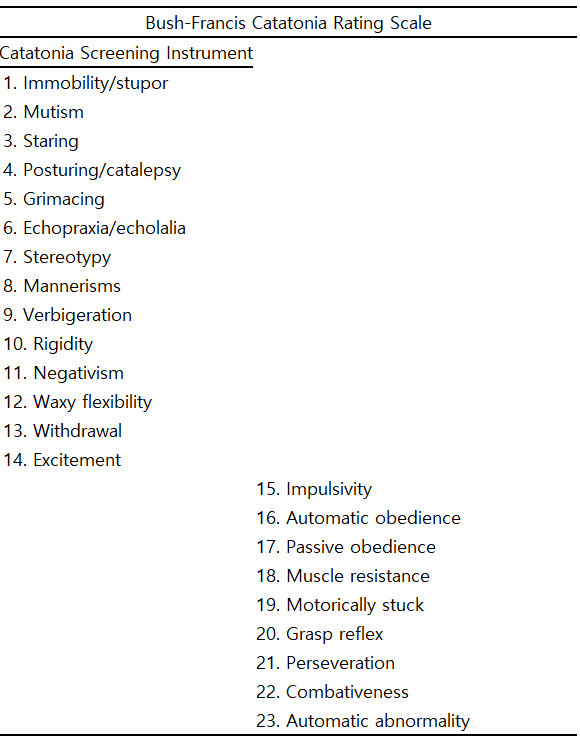 Bush-Francis Catatonia Rating Scale
Catatonia Screening Instrument
1. Immobility/stupor
2. Mutism
3. Staring
4. Posturing/catalepsy
5. Grimacing
6. Echopraxia/echolalia
7. Stereotypy
8. Mannerisms
9. Verbigeration
10. Rigidity
11. Negativism
12. Waxy flexibility
13. Withdrawal
14. Excitement
15. Impulsivity
16. Automatic obedience
17. Passive obedience
18. Muscle resistance
19. Motorically stuck
20. Grasp reflex
21. Perseveration
22. Combativeness
23. Automatic abnormality